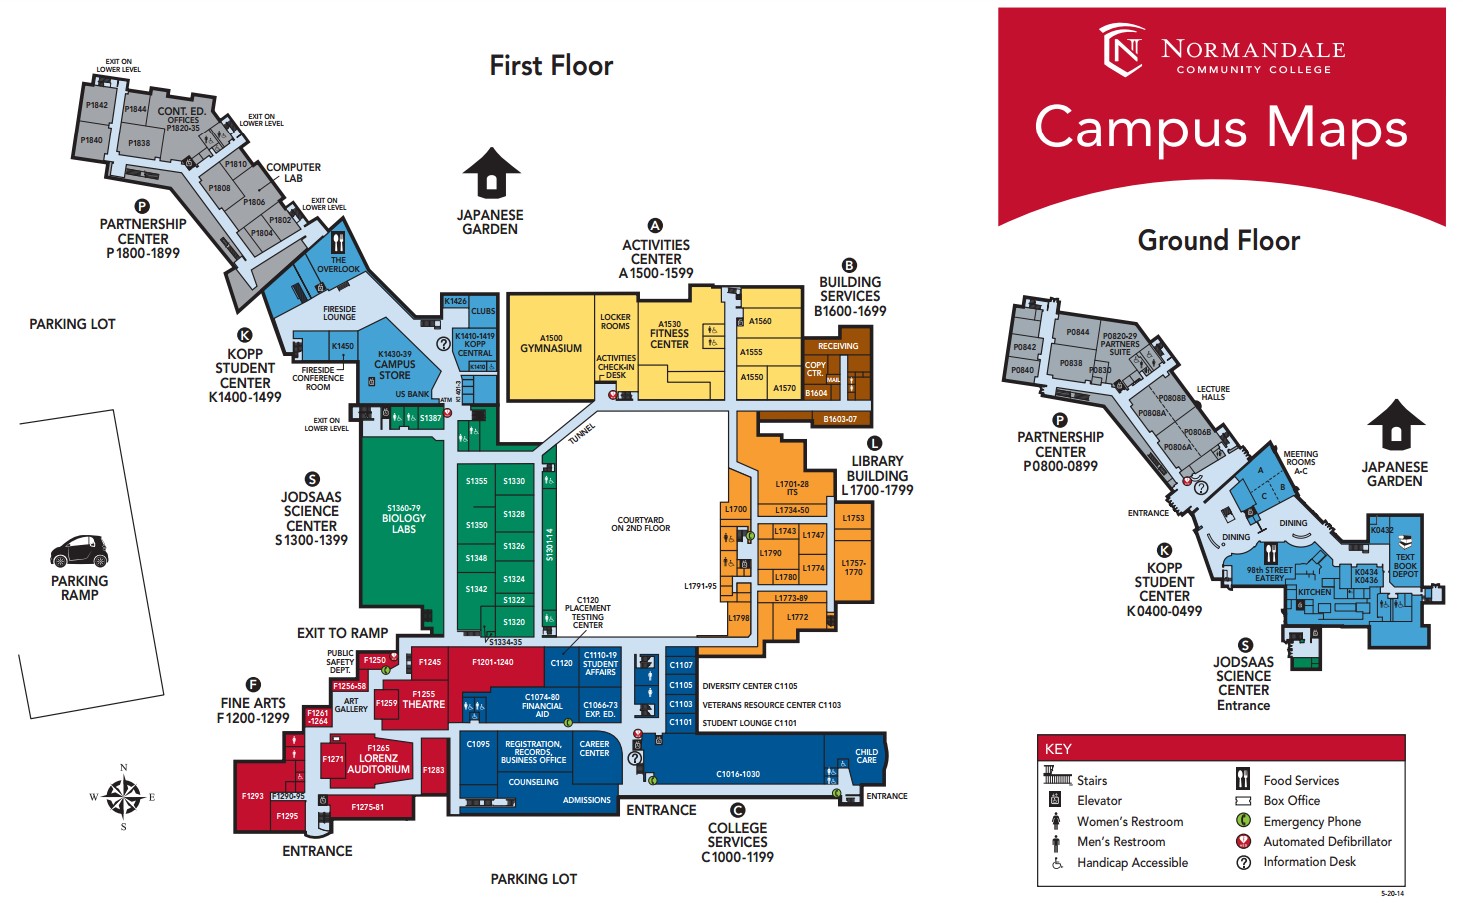 First Floor
NORMANDALE
COMMUNITY COLLEGE
Campus Maps
EXIT ON
LOWER LEVEL
P1842
P1844
CONT. ED.
OFFICES
P1820-35
P1840
P1838
EXIT ON
LOWER LEVEL
P1810
COMPUTER
LAB
P1808
P1806
P1802
P1804
EXIT ON
LOWER LEVEL
P
PARTNERSHIP
CENTER
P1800-1899
JAPANESE
GARDEN
PARKING LOT
THE
OVERLOOK
FIRESIDE
LOUNGE
K1450
FIRESIDE
CONFERENCE
ROOM
K
KOPP
STUDENT
CENTER
K1400-1499
K1426
CLUBS
K1410-1419
KOPP
CENTRAL
K1410
K1401-3
K1430-39
CAMPUS
STORE
US BANK
ATM
EXIT ON
LOWER LEVEL
S1387
A
ACTIVITIES
CENTER
A1500-1599
A1500
GYMNASIUM
LOCKER
ROOMS
ACTIVITIES
CHECK-IN
DESK
A1530
FITNESS
CENTER
A1560
A1555
A1550
A1570
B
BUILDING
SERVICES
B1600-1699
RECEIVING
COPY
CTR.
MAIL
B1604
B1603-07
TUNNEL
S
JODSAAS
SCIENCE
CENTER
S1300-1399
S1360-79
BIOLOGY
LABS
S1355
S1330
S1328
S1350
S1326
S1348
S1324
S1342
S1322
S1320
S1334-35
S1301-14
COURTYARD
ON 2ND FLOOR
L
LIBRARY
BUILDING
L1700-1799
L1701-28
ITS
L1700
L1734-50
L1753
L1743
L1747
L1790
L1774
L1757-
1770
L1780
L1791-95
L1773-89
L1798
L1772
PARKING
RAMP
EXIT TO RAMP
PUBLIC
SAFETY
DEPT.
F1250
F1245
F1201-1240
F1256-58
ART
GALLERY
F1259
F1255
THEATRE
F1261
-1264
F
FINE ARTS
F1200-1299
F1265
LORENZ
AUDITORIUM
F1271
F1283
F1293
F1290-95
F1295
F1275-81
ENTRANCE
C1120
PLACEMENT
TESTING
CENTER
C1120
C1110-19
STUDENT
AFFAIRS
C1074-80
FINANCIAL
AID
C1066-73
EXP. ED.
C1107
C1105
C1103
C1101
DIVERSITY CENTER C1105
VETERANS RESOURCE CENTER C1103
STUDENT LOUNGE C1101
C1095
REGISTRATION,
RECORDS,
BUSINESS OFFICE
CAREER
CENTER
COUNSELING
ADMISSIONS
C1016-1030
CHILD
CARE
ENTRANCE
ENTRANCE
C
COLLEGE
SERVICES
C1000-1199
PARKING LOT
N
W
E
S
Ground Floor
P0842
P0844
P0820-29
PARTNERS
SUITE
P0840
P0838
P0830
LECTURE
HALLS
P0808B
P0808A
P0806B
P0806A
P
PARTNERSHIP
CENTER
P0800-0899
MEETING
ROOMS
A-C
A
B
C
JAPANESE
GARDEN
ENTRANCE
DINING
DINING
98th STREET
EATERY
KITCHEN
K0432
TEXT
BOOK
DEPOT
K0434
K0436
K
KOPP
STUDENT
CENTER
K0400-0499
S
JODSAAS
SCIENCE
CENTER
Entrance
KEY
Stairs
Elevator
Women's Restroom
Men's Restroom
Handicap Accessible
Food Services
Box Office
Emergency Phone
Automated Defibrillator
Information Desk
5-20-14